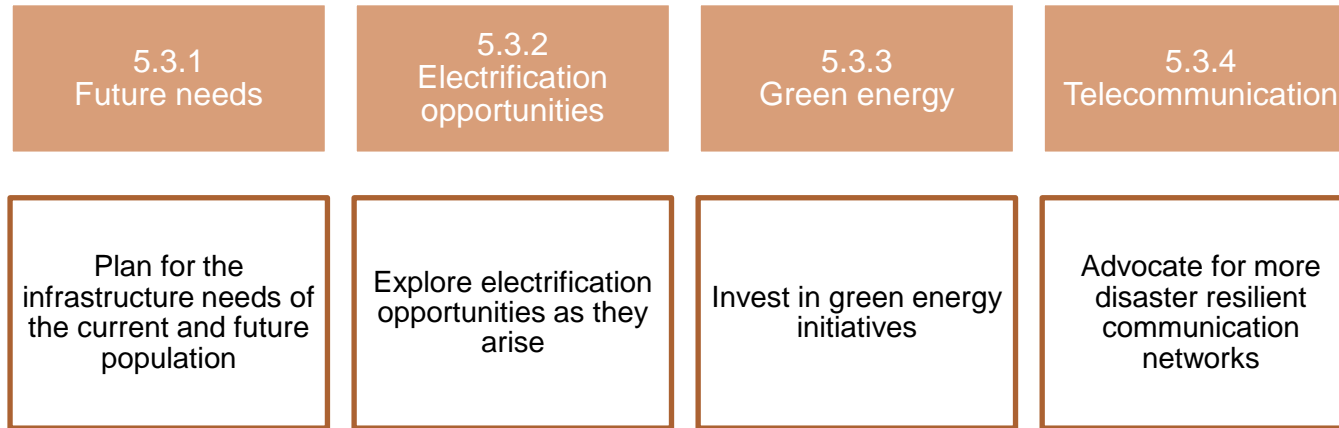 5.3.1
Future needs
5.3.2
Electrification
opportunities
5.3.3
Green energy
5.3.4
Telecommunication
Plan for the
infrastructure needs of
the current and future
population
Explore electrification
opportunities as they
arise
Invest in green energy
initiatives
Advocate for more
disaster resilient
communication
networks